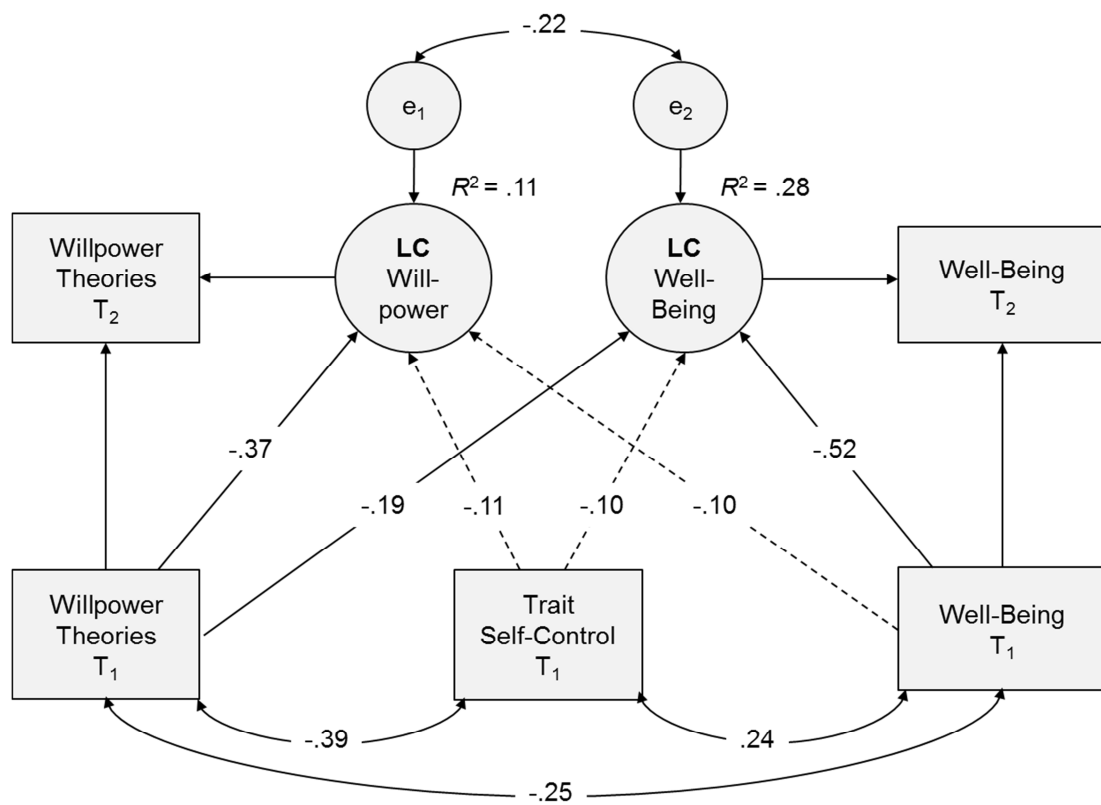 -.22
e₁
e₂
R² = .11
R² = .28
Willpower
Theories
T₂
LC
Will-
power
LC
Well-
Being
Well-Being
T₂
-.37
-.19
-.11
-.10
-.10
-.52
Willpower
Theories
T₁
Trait
Self-Control
T₁
Well-Being
T₁
-.39
.24
-.25